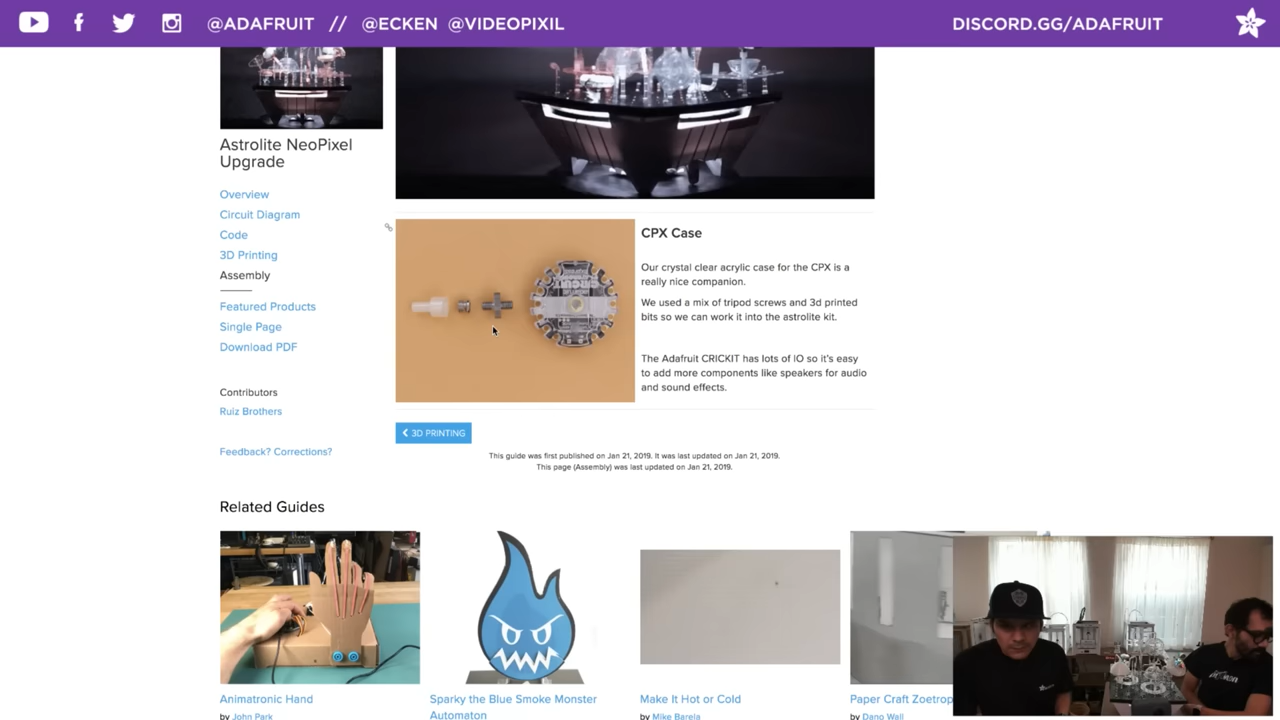 @ADAFRUIT // @ECKEN @VIDEOPIXIL
DISCORD.GG/ADAFRUIT
Astrolite NeoPixel
Upgrade
Overview
Circuit Diagram
Code
3D Printing
Assembly
Featured Products
Single Page
Download PDF
Contributors
Ruiz Brothers
Feedback? Corrections?
CPX Case
Our crystal clear acrylic case for the CPX is a
really nice companion.
We used a mix of tripod screws and 3d printed
bits so we can work it into the astrolite kit.
The Adafruit CRICKIT has lots of IO so it's easy
to add more components like speakers for audio
and sound effects.
3D PRINTING
This guide was first published on Jan 21, 2019. It was last updated on Jan 21, 2019.
This page (Assembly) was last updated on Jan 21, 2019.
Related Guides
Animatronic Hand
by John Park
Sparky the Blue Smoke Monster
Automaton
Make It Hot or Cold
by Mike Barela
Paper Craft Zoetrop
by Dano Wall